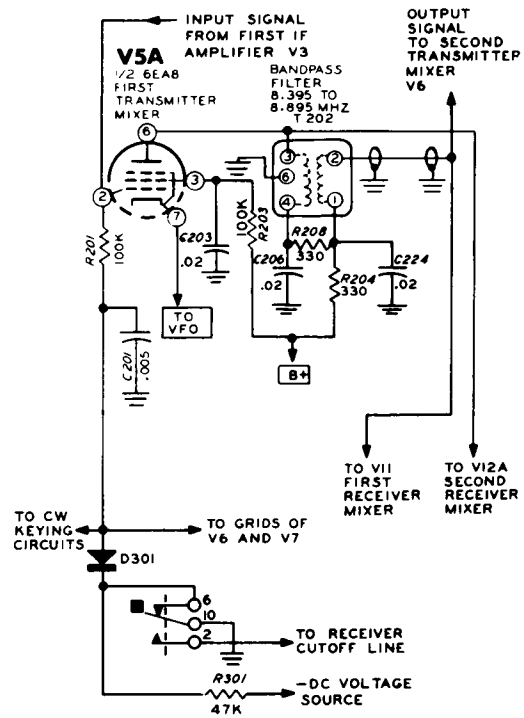 INPUT SIGNAL
FROM FIRST IF
AMPLIFIER V3
OUTPUT
SIGNAL
TO SECOND
TRANSMITTER
MIXER
V6
V5A
1/2 6EA8
FIRST
TRANSMITTER
MIXER
BANDPASS
FILTER
8.395 TO
8.895 MHZ
T 202
6
3
2
7
3
2
6
4
1
R201
100K
C203
.02
100K
R203
R208
330
C206
.02
R204
330
C224
.02
TO
VFO
C201
.005
B+
TO V11
FIRST
RECEIVER
MIXER
TO V12A
SECOND
RECEIVER
MIXER
TO CW
KEYING
CIRCUITS
TO GRIDS OF
V6 AND V7
D301
6
10
2
TO RECEIVER
CUTOFF LINE
R301
47K
-DC VOLTAGE
SOURCE